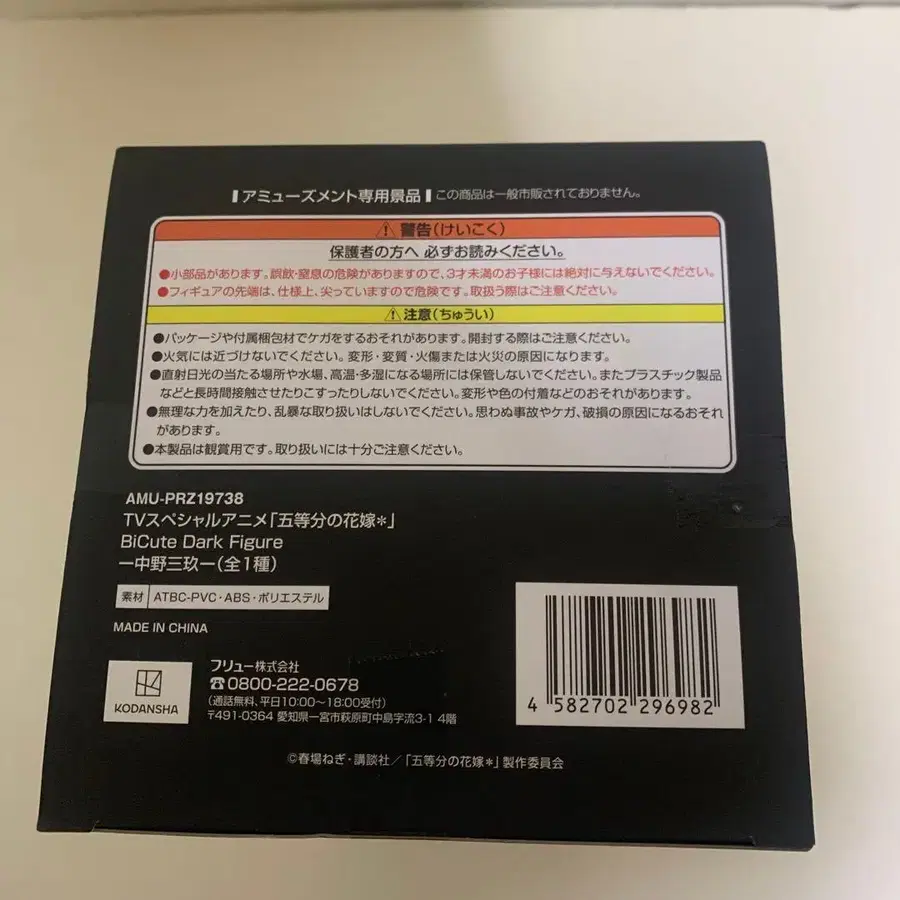 アミューズメント専用景品 この商品は一般市販されておりません。
⚠警告(けいこく)
保護者の方へ 必ずお読みください。
●小部品があります。誤飲・窒息の危険がありますので、3才未満のお子様には絶対に与えないでください。
●フィギュアの先端は、仕様上、尖っていますので危険です。取扱う際はご注意ください。
⚠注意(ちゅうい)
●パッケージや付属梱包材でケガをするおそれがあります。開封する際はご注意ください。
●火気には近づけないでください。変形・変質・火傷または火災の原因になります。
●直射日光の当たる場所や水場、高温・多湿になる場所には保管しないでください。またプラスチック製品
などと長時間接触させたりこすったりしないでください。変形や色の付着などのおそれがあります。
●無理な力を加えたり、乱暴な取り扱いはしないでください。思わぬ事故やケガ、破損の原因になるおそれ
があります。
●本製品は観賞用です。取り扱いには十分ご注意ください。
AMU-PRZ19738
TVスペシャルアニメ「五等分の花嫁*」
BiCute Dark Figure
ー中野三玖ー(全1種)
素材 ATBC-PVC・ABS・ポリエステル
MADE IN CHINA
KODANSHA
フリュー株式会社
☎0800-222-0678
(通話無料、平日10:00〜18:00受付)
〒491-0364 愛知県一宮市萩原町中島字流3-1 4階
4 582702 296982
©春場ねぎ・講談社/「五等分の花嫁*」製作委員会